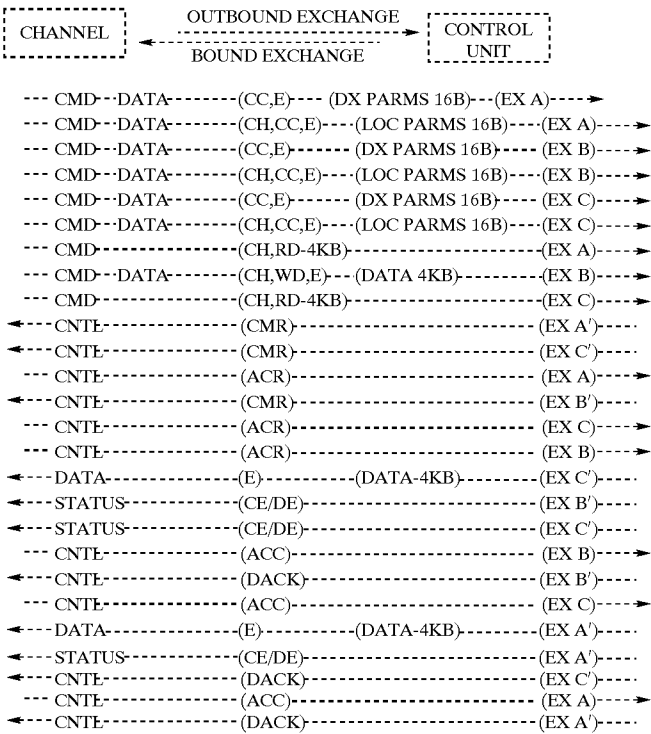 CHANNEL
OUTBOUND EXCHANGE
BOUND EXCHANGE
CONTROL
UNIT
CMD DATA (CC,E) (DX PARMS 16B) (EX A)
CMD DATA (CH,CC,E) (LOC PARMS 16B) (EX A)
CMD DATA (CC,E) (DX PARMS 16B) (EX B)
CMD DATA (CH,CC,E) (LOC PARMS 16B) (EX B)
CMD DATA (CC,E) (DX PARMS 16B) (EX C)
CMD DATA (CH,CC,E) (LOC PARMS 16B) (EX C)
CMD (CH,RD-4KB) (EX A)
CMD DATA (CH,WD,E) (DATA 4KB) (EX B)
CMD (CH,RD-4KB) (EX C)
CNTL (CMR) (EX A′)
CNTL (CMR) (EX C′)
CNTL (ACR) (EX A)
CNTL (CMR) (EX B′)
CNTL (ACR) (EX C)
CNTL (ACR) (EX B)
DATA (E) (DATA-4KB) (EX C′)
STATUS (CE/DE) (EX B′)
STATUS (CE/DE) (EX C′)
CNTL (ACC) (EX B)
CNTL (DACK) (EX B′)
CNTL (ACC) (EX C)
DATA (E) (DATA-4KB) (EX A′)
STATUS (CE/DE) (EX A′)
CNTL (DACK) (EX C′)
CNTL (ACC) (EX A)
CNTL (DACK) (EX A′)